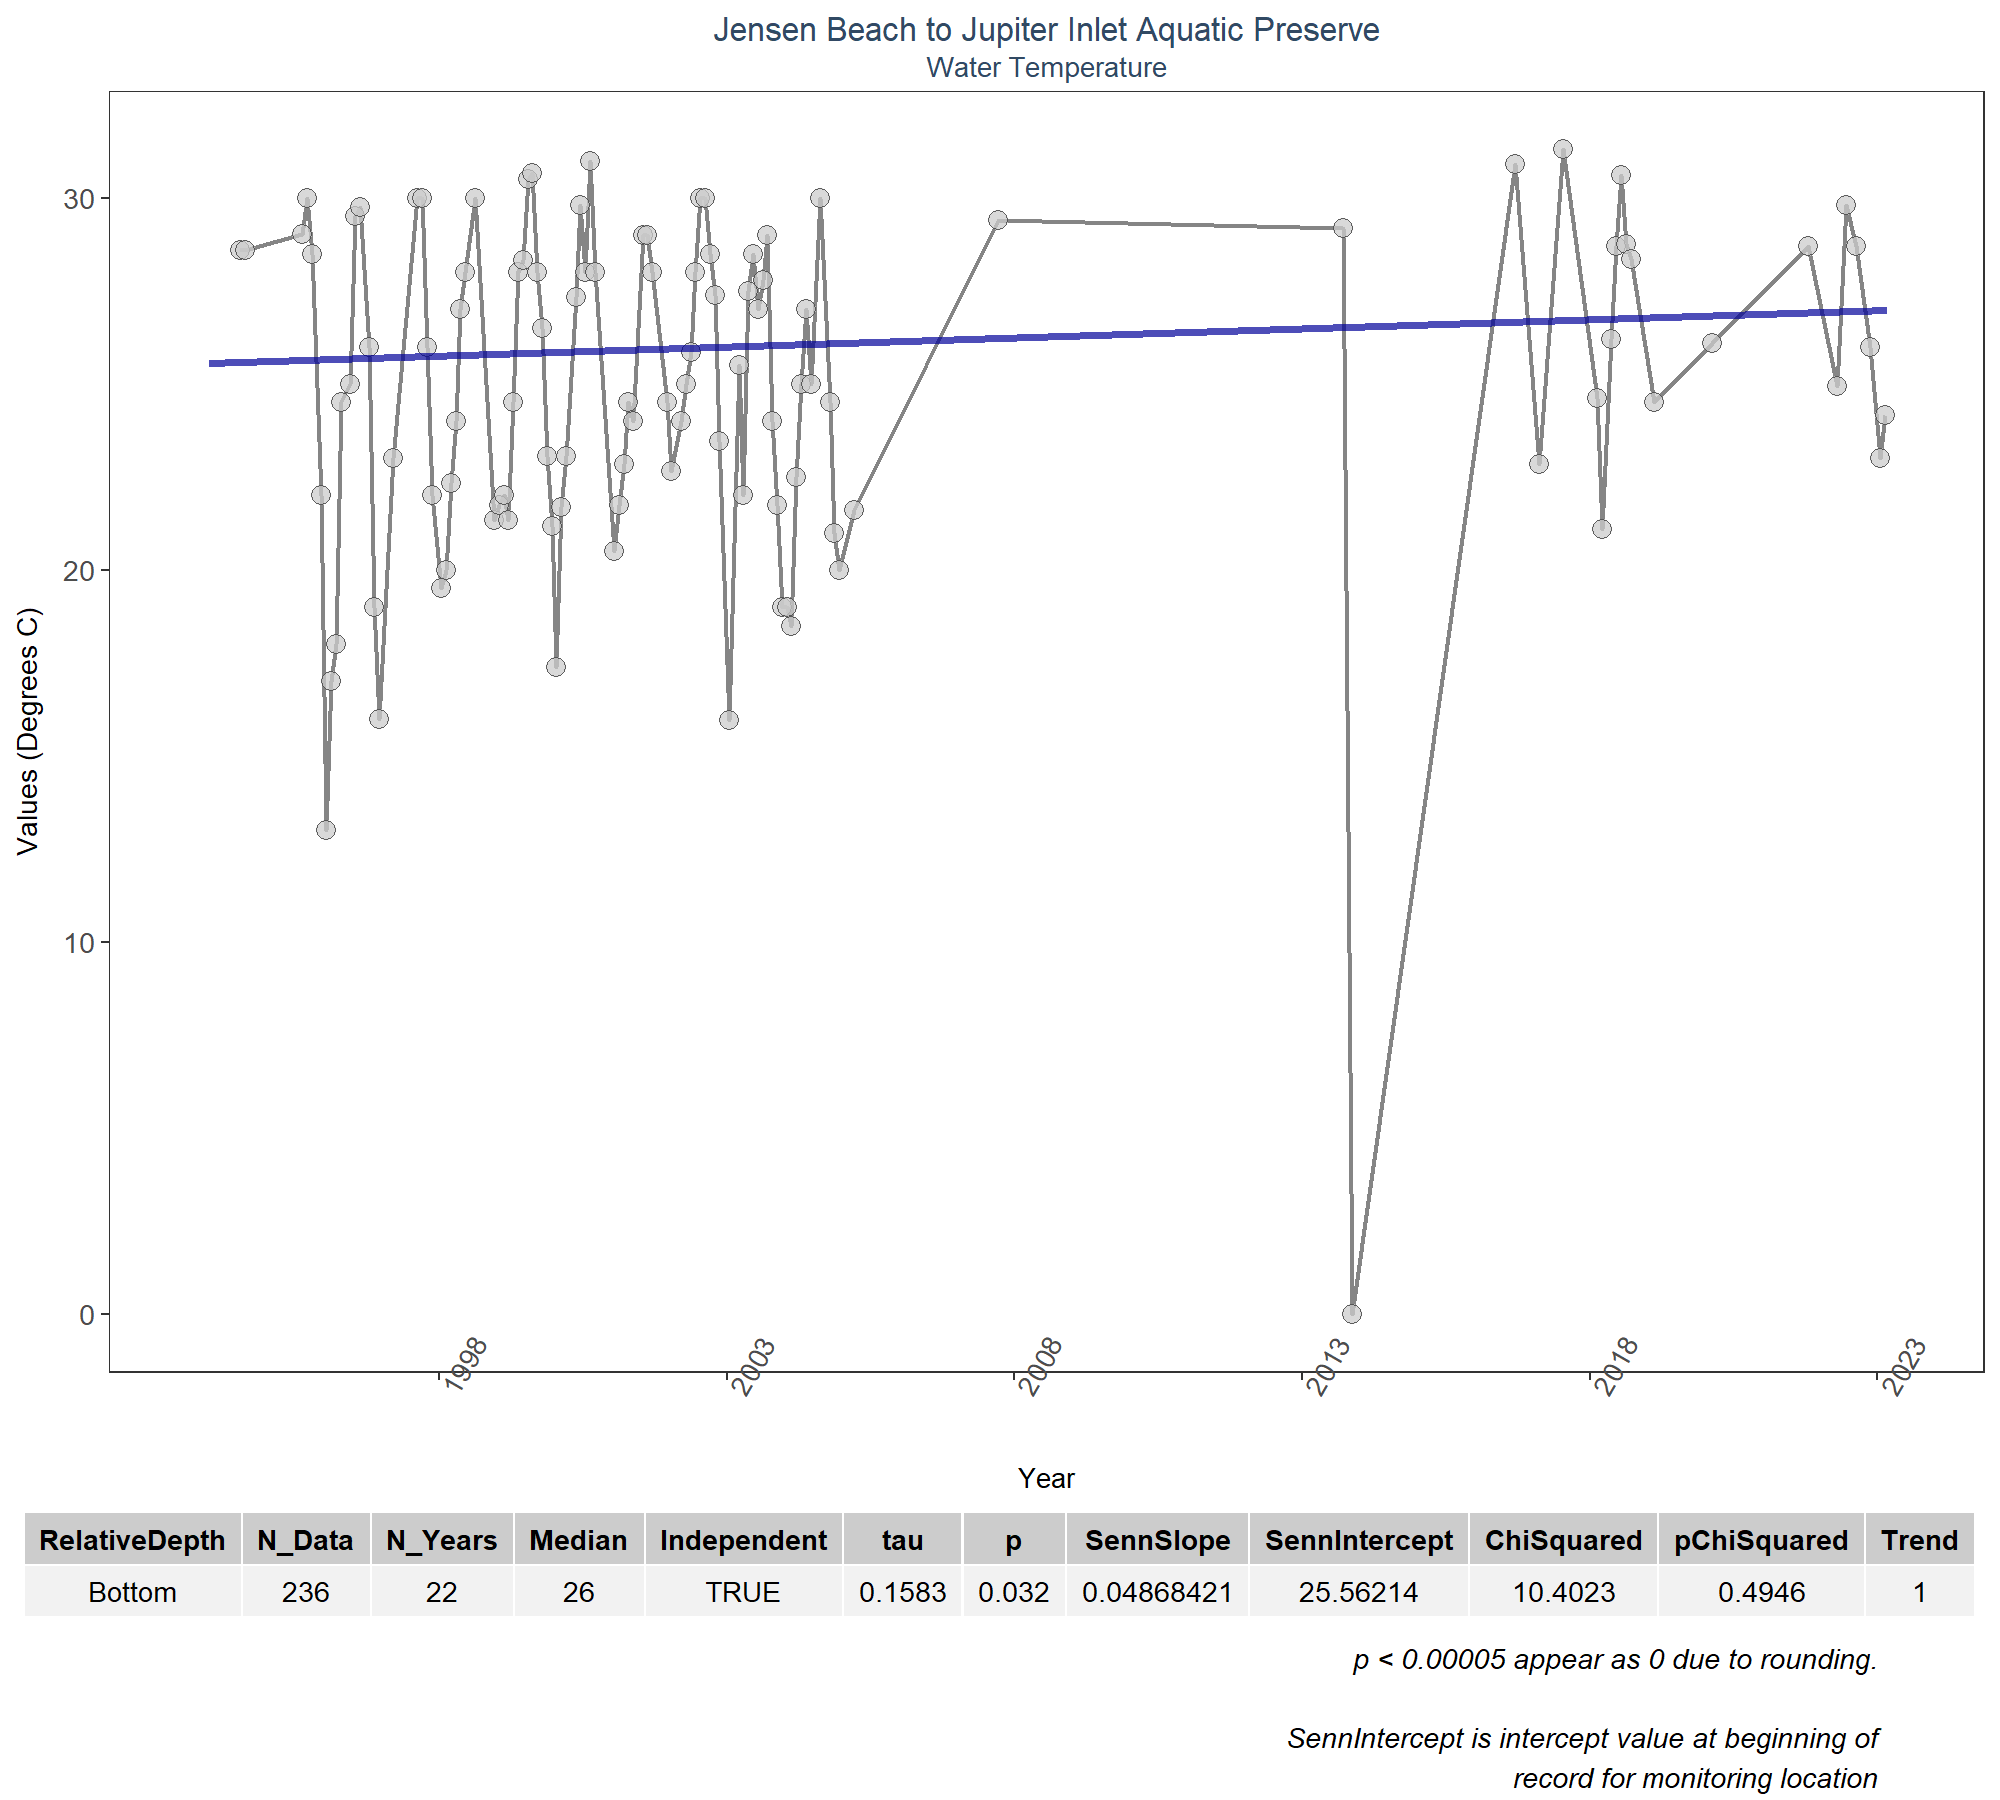 Jensen Beach to Jupiter Inlet Aquatic Preserve
Water Temperature
Values (Degrees C)
30
20
10
0
1998
2003
2008
2013
2018
2023
Year
RelativeDepth N_Data N_Years Median Independent tau p SennSlope SennIntercept ChiSquared pChiSquared Trend
Bottom 236 22 26 TRUE 0.1583 0.032 0.04868421 25.56214 10.4023 0.4946 1
p < 0.00005 appear as 0 due to rounding.
SennIntercept is intercept value at beginning of
record for monitoring location